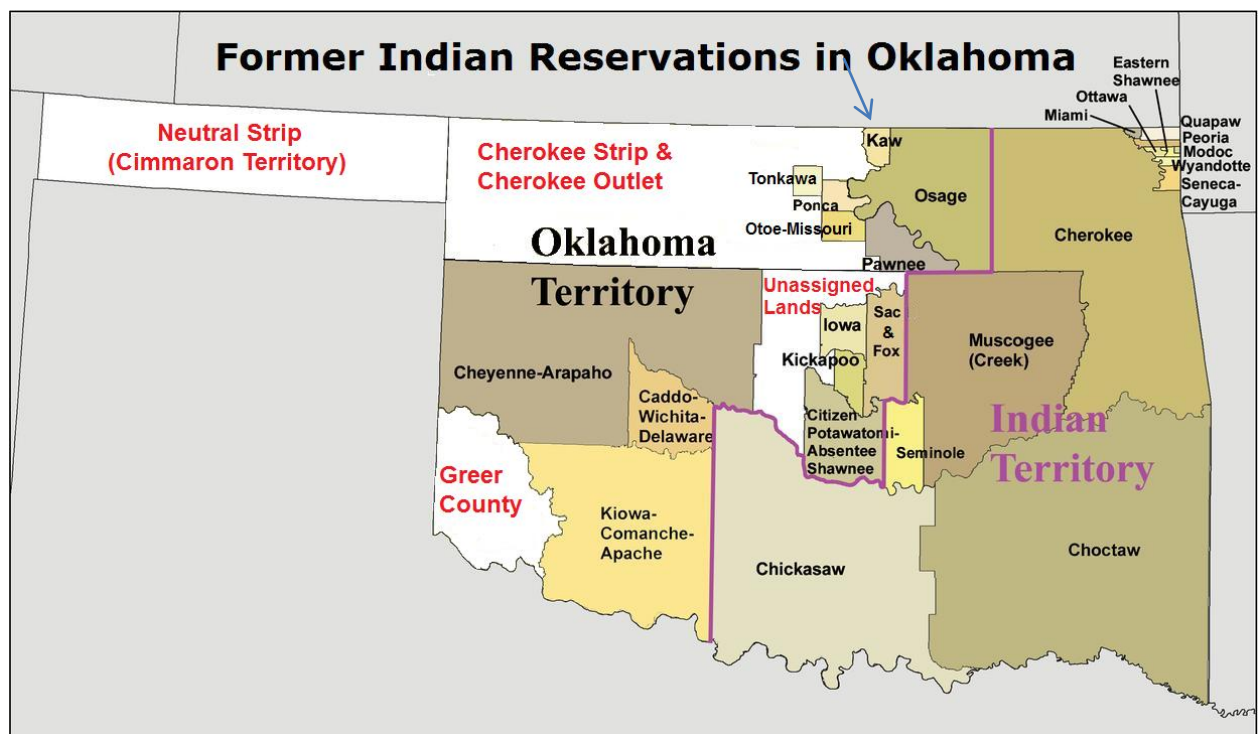 Former Indian Reservations in Oklahoma
Neutral Strip
(Cimmaron Territory)
Cherokee Strip &
Cherokee Outlet
Kaw
Tonkawa
Ponca
Otoe-Missouri
Osage
Pawnee
Oklahoma
Territory
Unassigned
Lands
Iowa
Sac
&
Fox
Kickapoo
Cheyenne-Arapaho
Caddo-
Wichita-
Delaware
Citizen
Potawatomi-
Absentee
Shawnee
Seminole
Greer
County
Kiowa-
Comanche-
Apache
Chickasaw
Eastern
Shawnee
Ottawa
Miami
Quapaw
Peoria
Modoc
Wyandotte
Seneca-
Cayuga
Cherokee
Muscogee
(Creek)
Indian
Territory
Choctaw